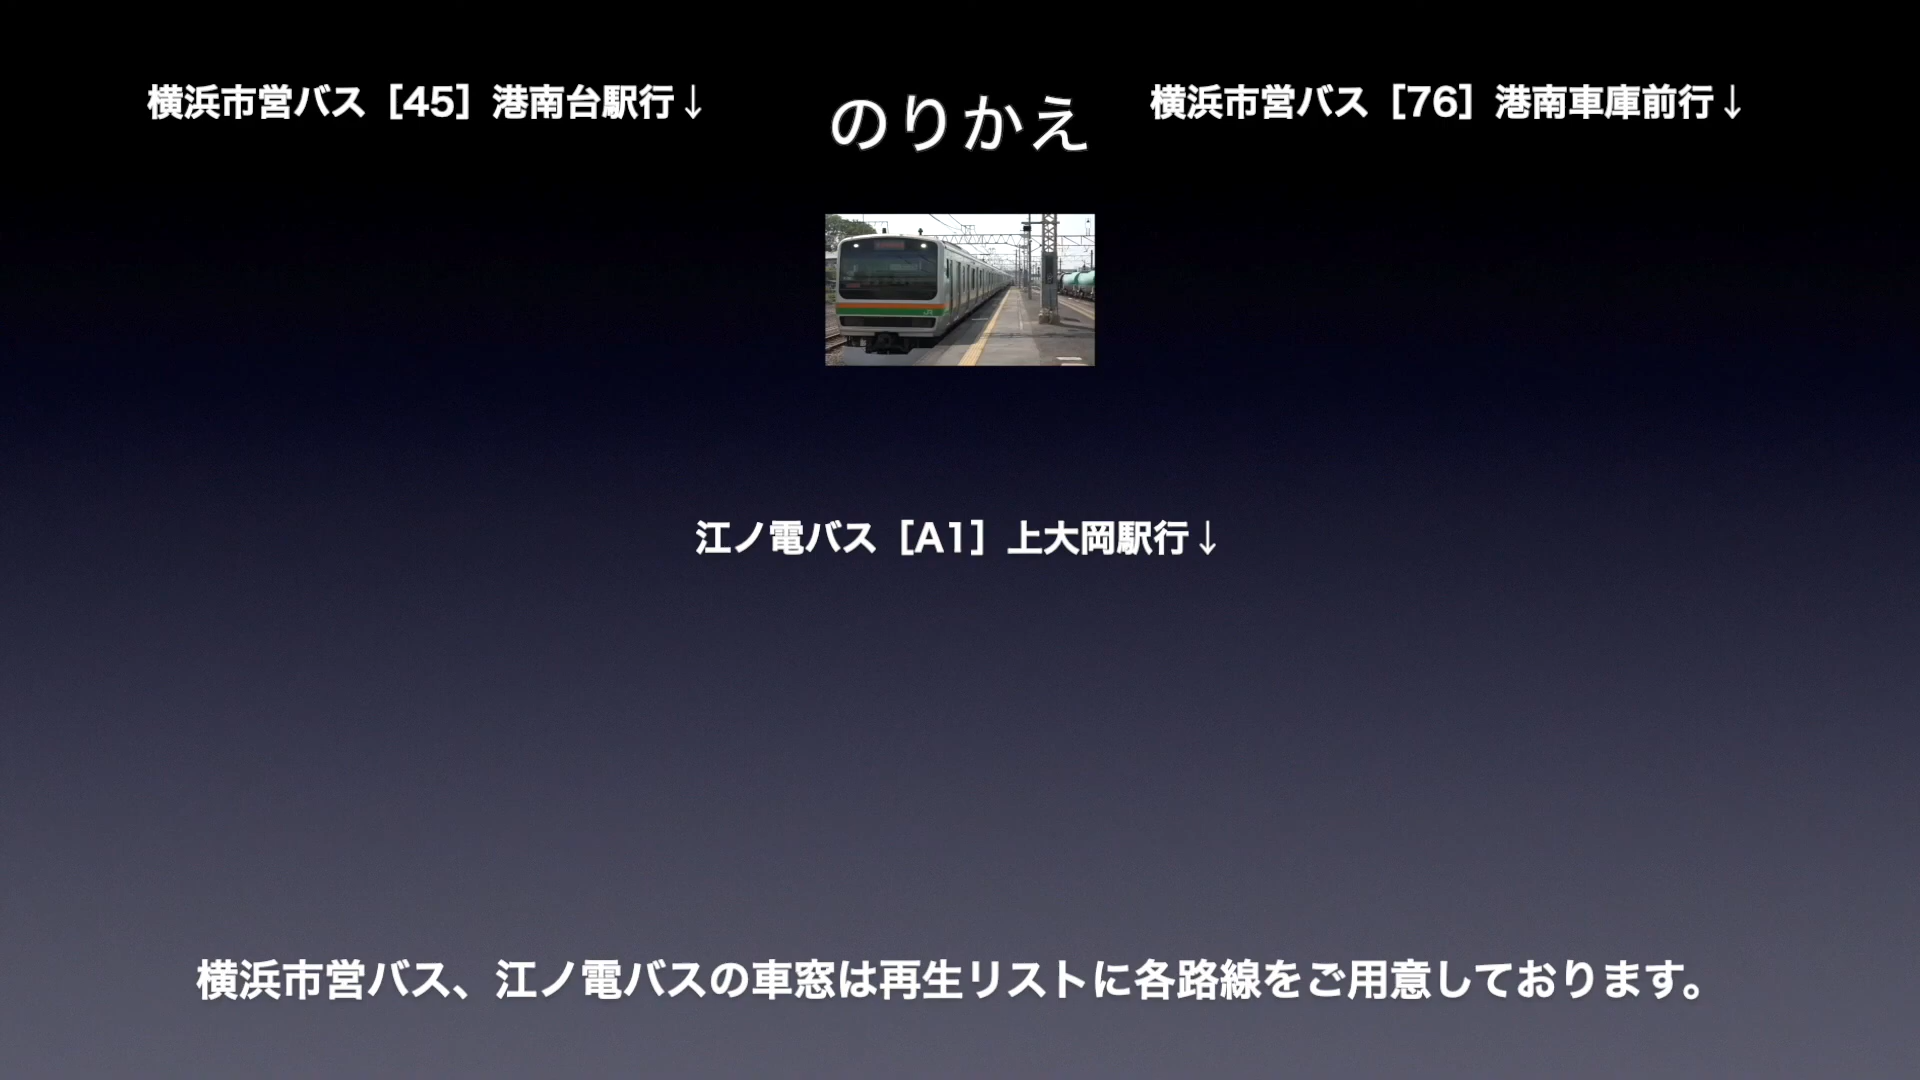 横浜市営バス［45］港南台駅行↓
のりかえ
横浜市営バス［76］港南車庫前行↓
JR
江ノ電バス［A1］上大岡駅行↓
横浜市営バス、江ノ電バスの車窓は再生リストに各路線をご用意しております。